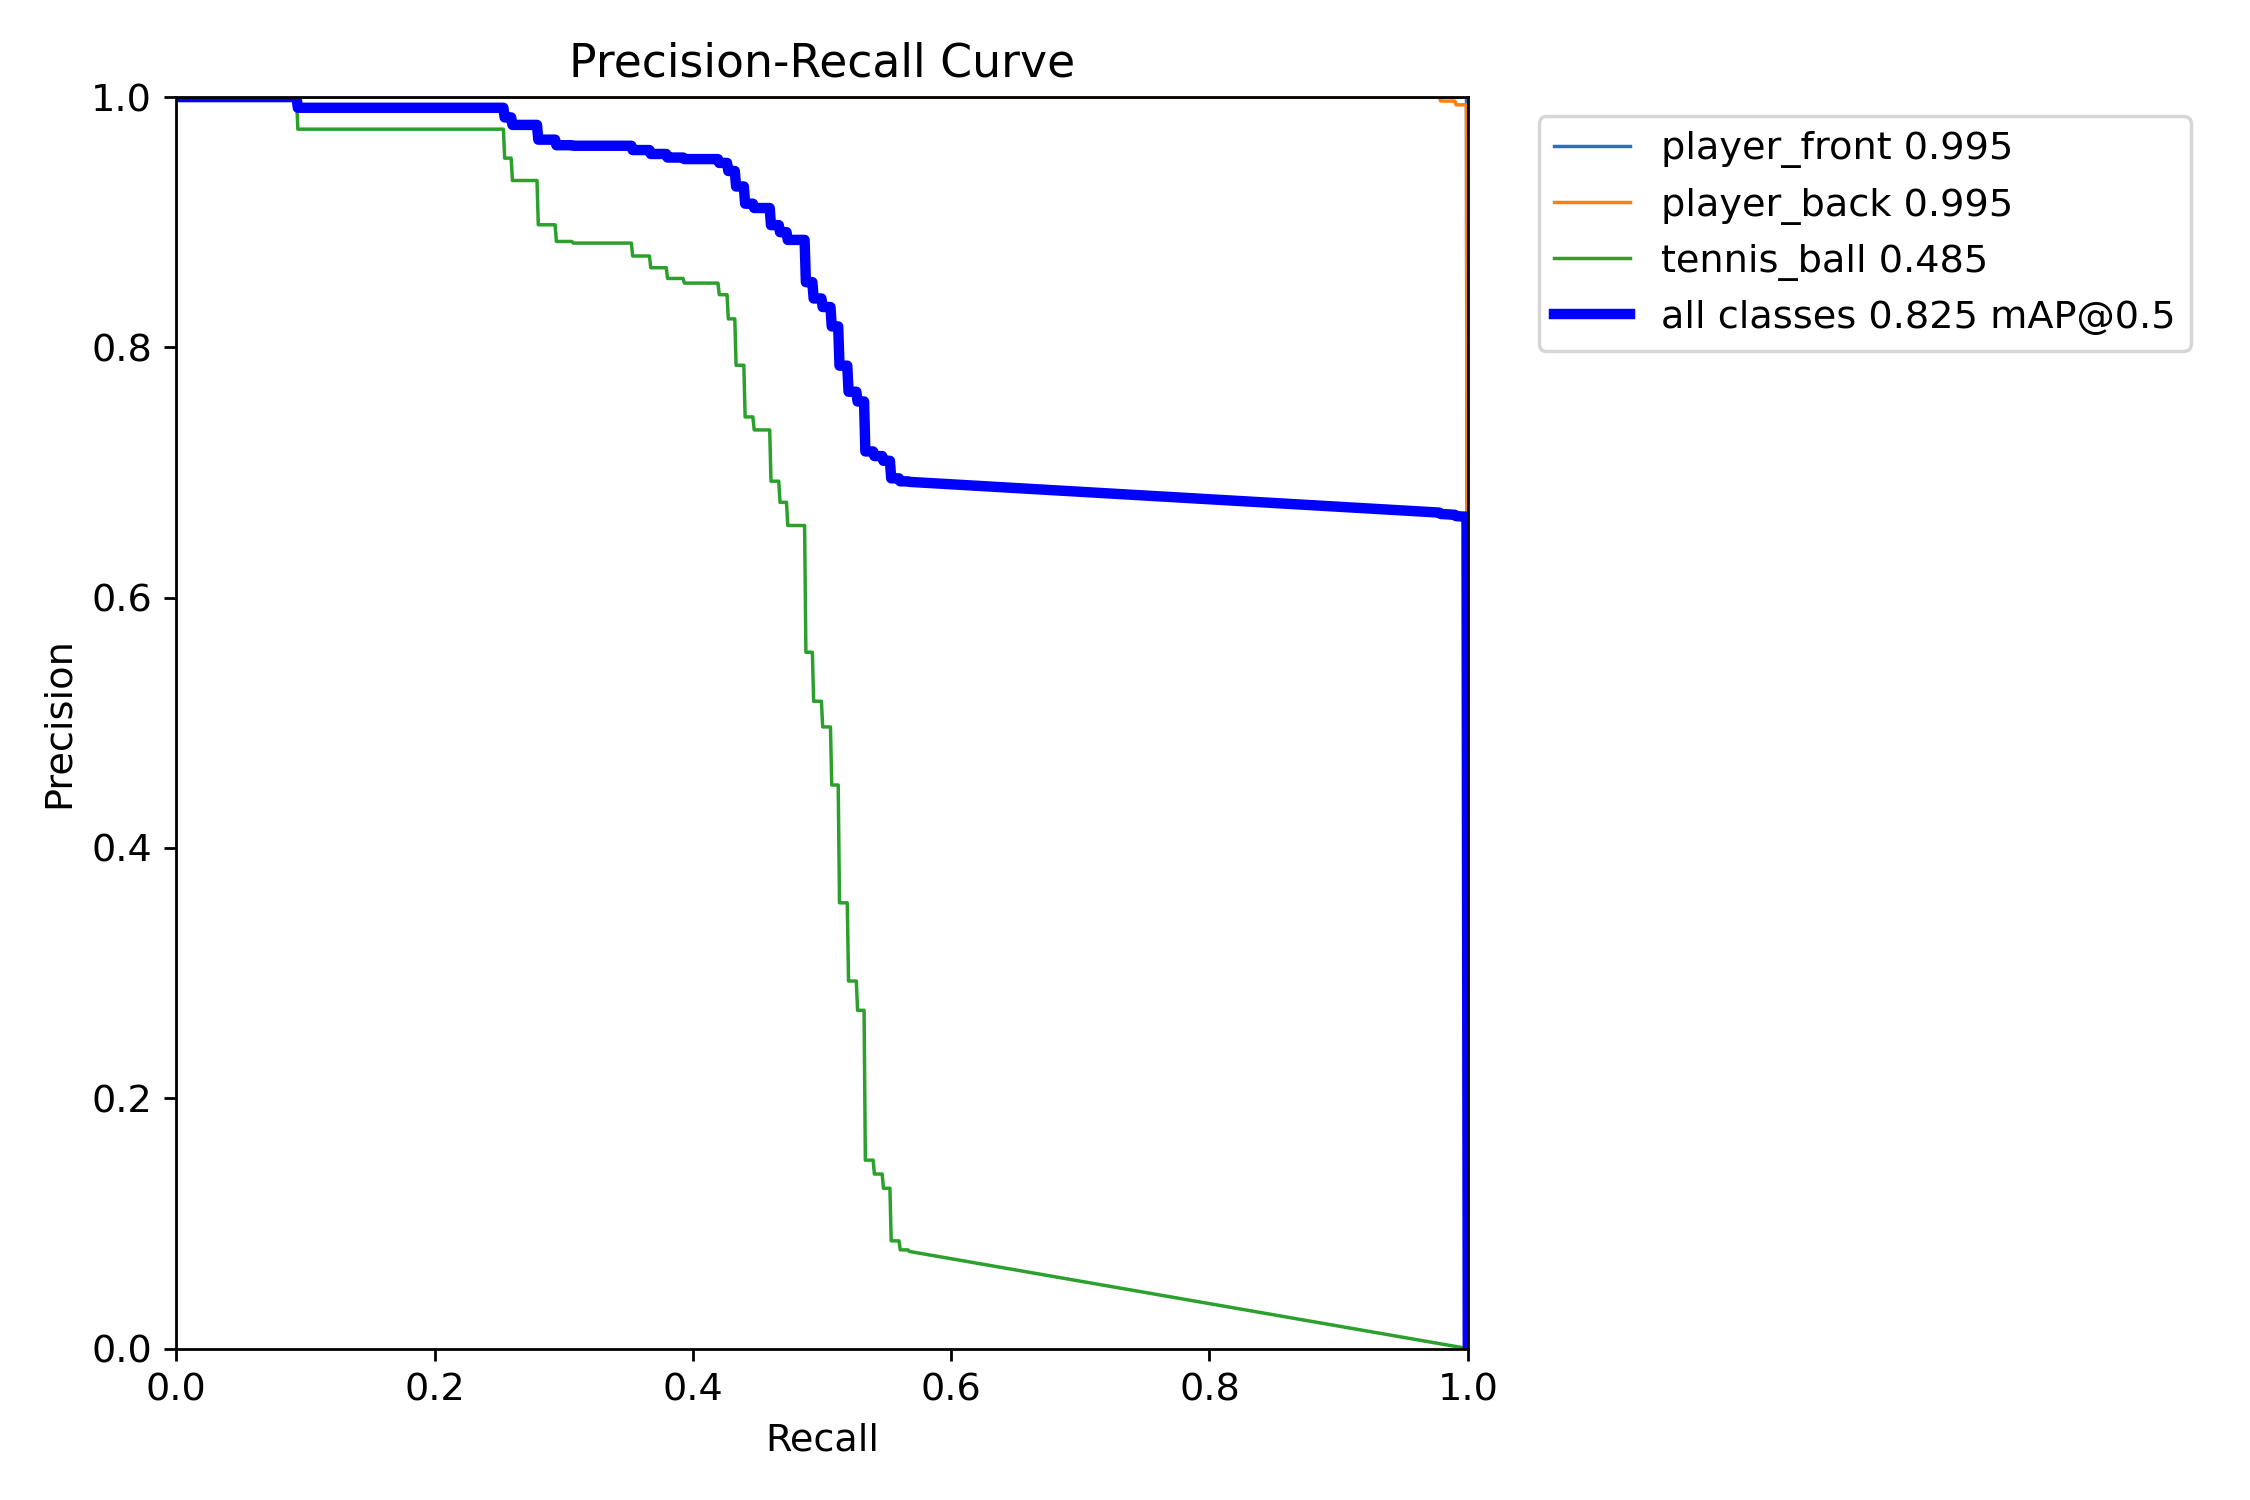 Precision-Recall Curve
1.0
0.8
0.6
0.4
0.2
0.0
Precision
0.0 0.2 0.4 0.6 0.8 1.0
Recall
player_front 0.995
player_back 0.995
tennis_ball 0.485
all classes 0.825 mAP@0.5